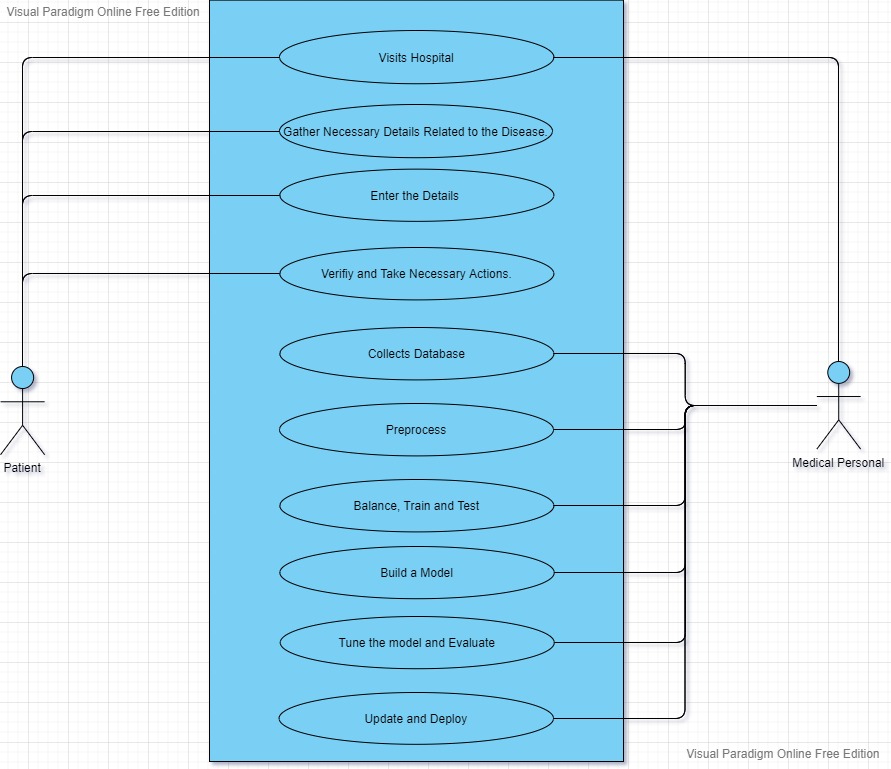 Visual Paradigm Online Free Edition
Visits Hospital
Gather Necessary Details Related to the Disease.
Enter the Details
Verifiy and Take Necessary Actions.
Collects Database
Preprocess
Patient
Medical Personal
Balance, Train and Test
Build a Model
Tune the model and Evaluate
Update and Deploy
Visual Paradigm Online Free Edition